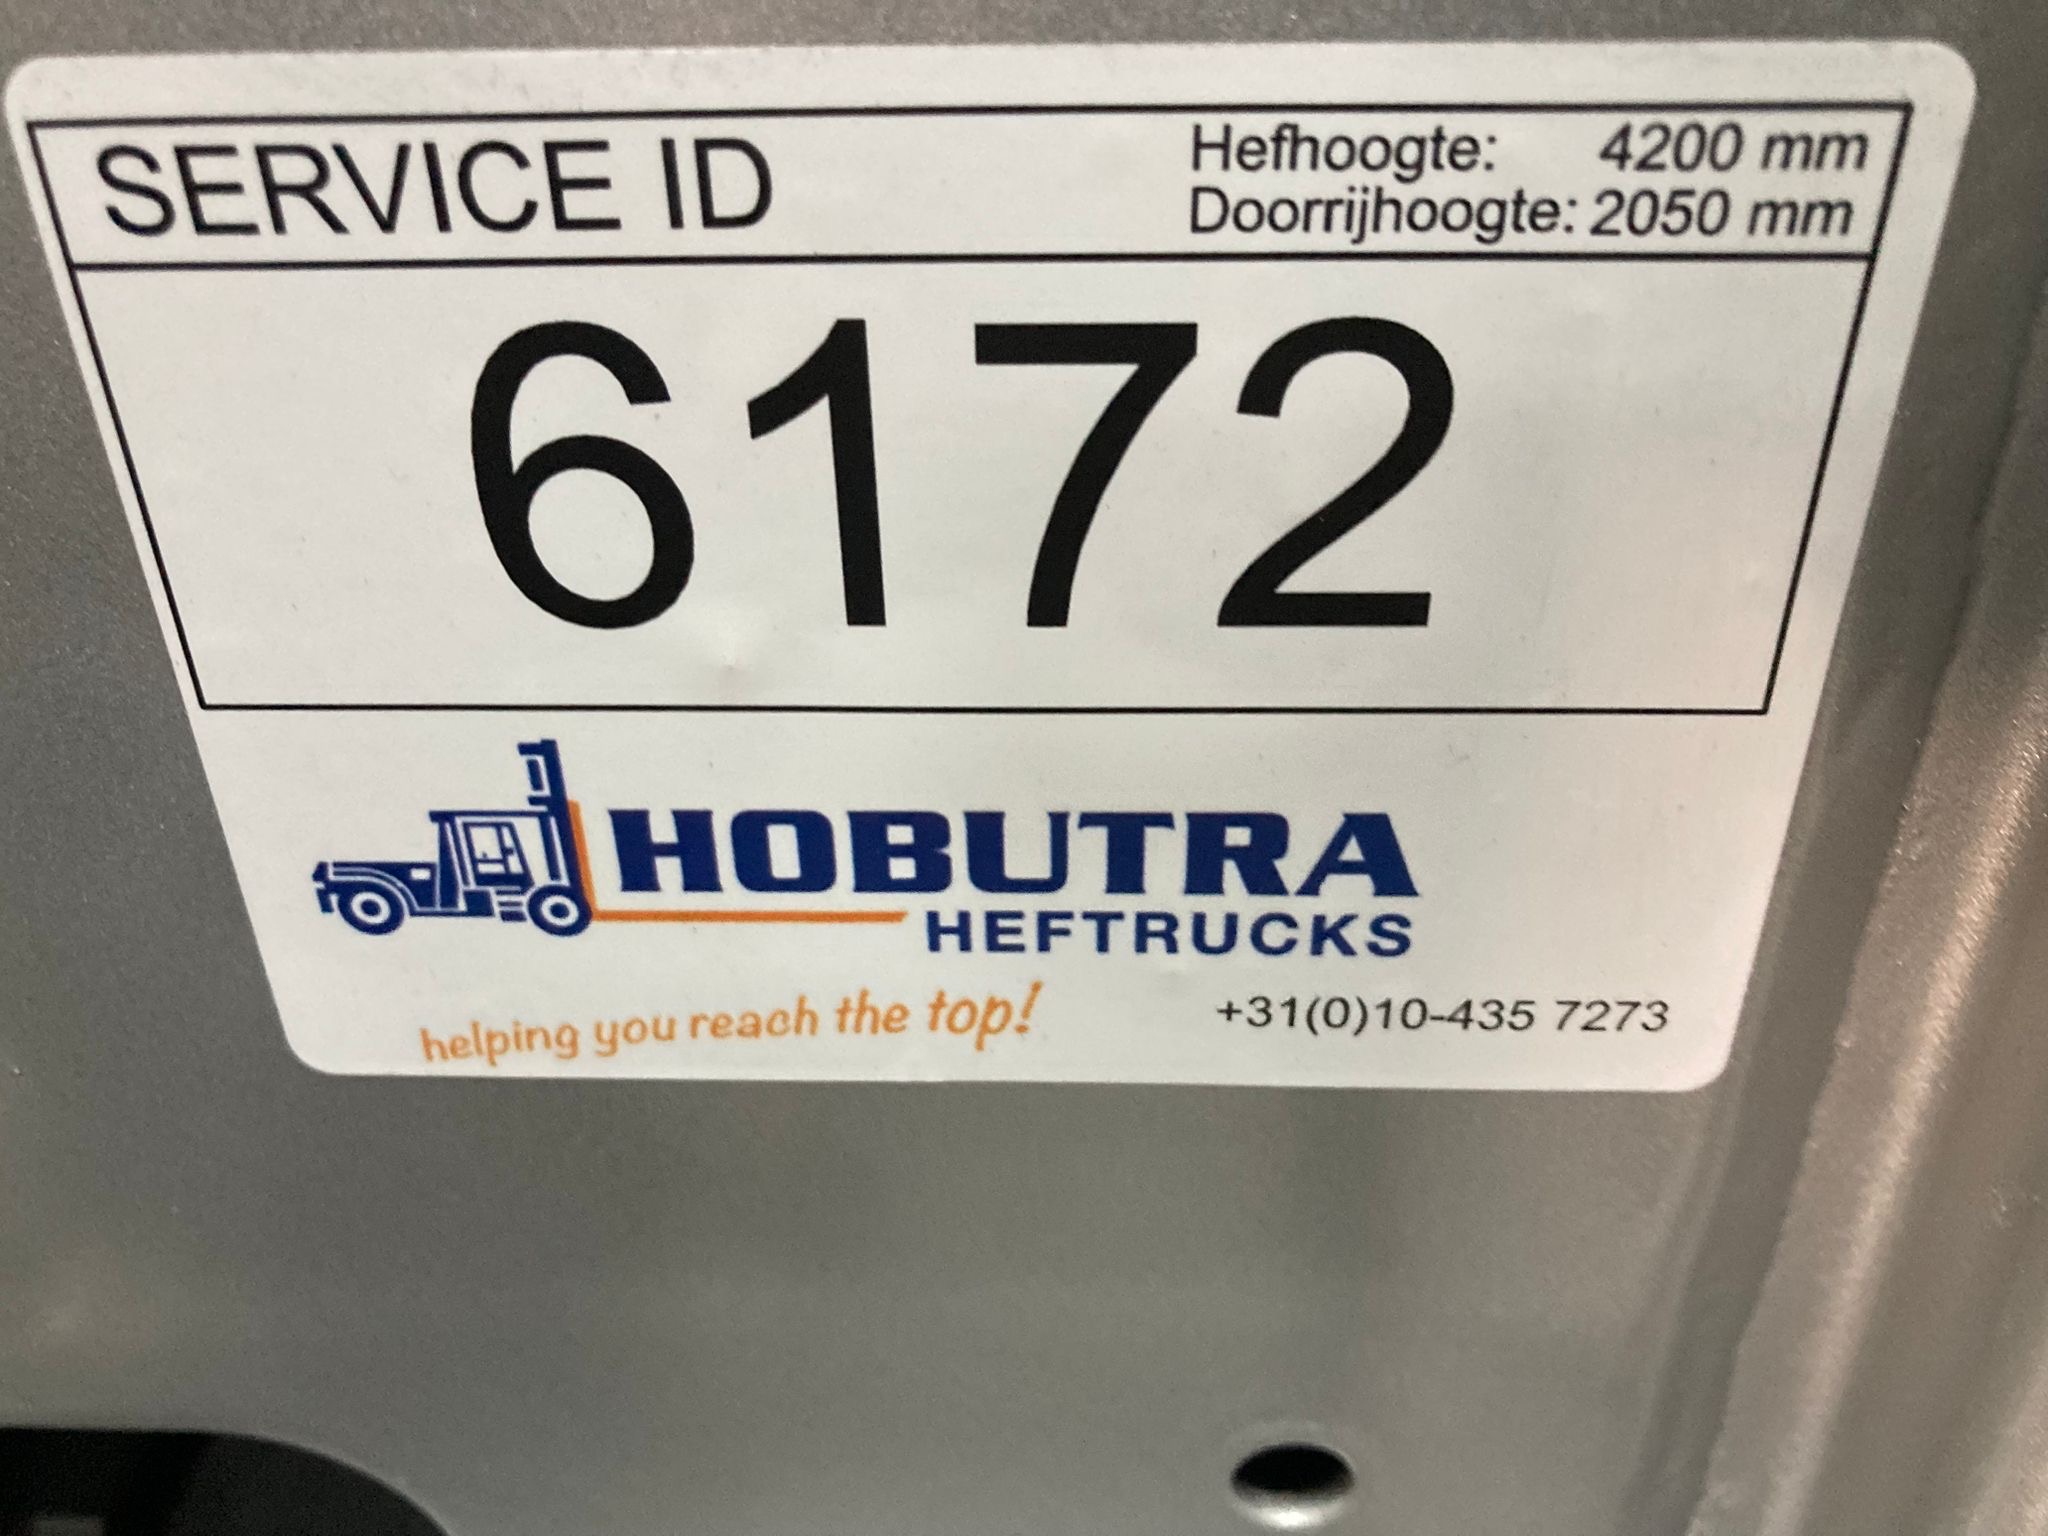 SERVICE ID
Hefhoogte: 4200 mm
Doorrijhoogte: 2050 mm
6172
HOBUTRA
HEFTRUCKS
helping you reach the top!
+31(0)10-435 7273